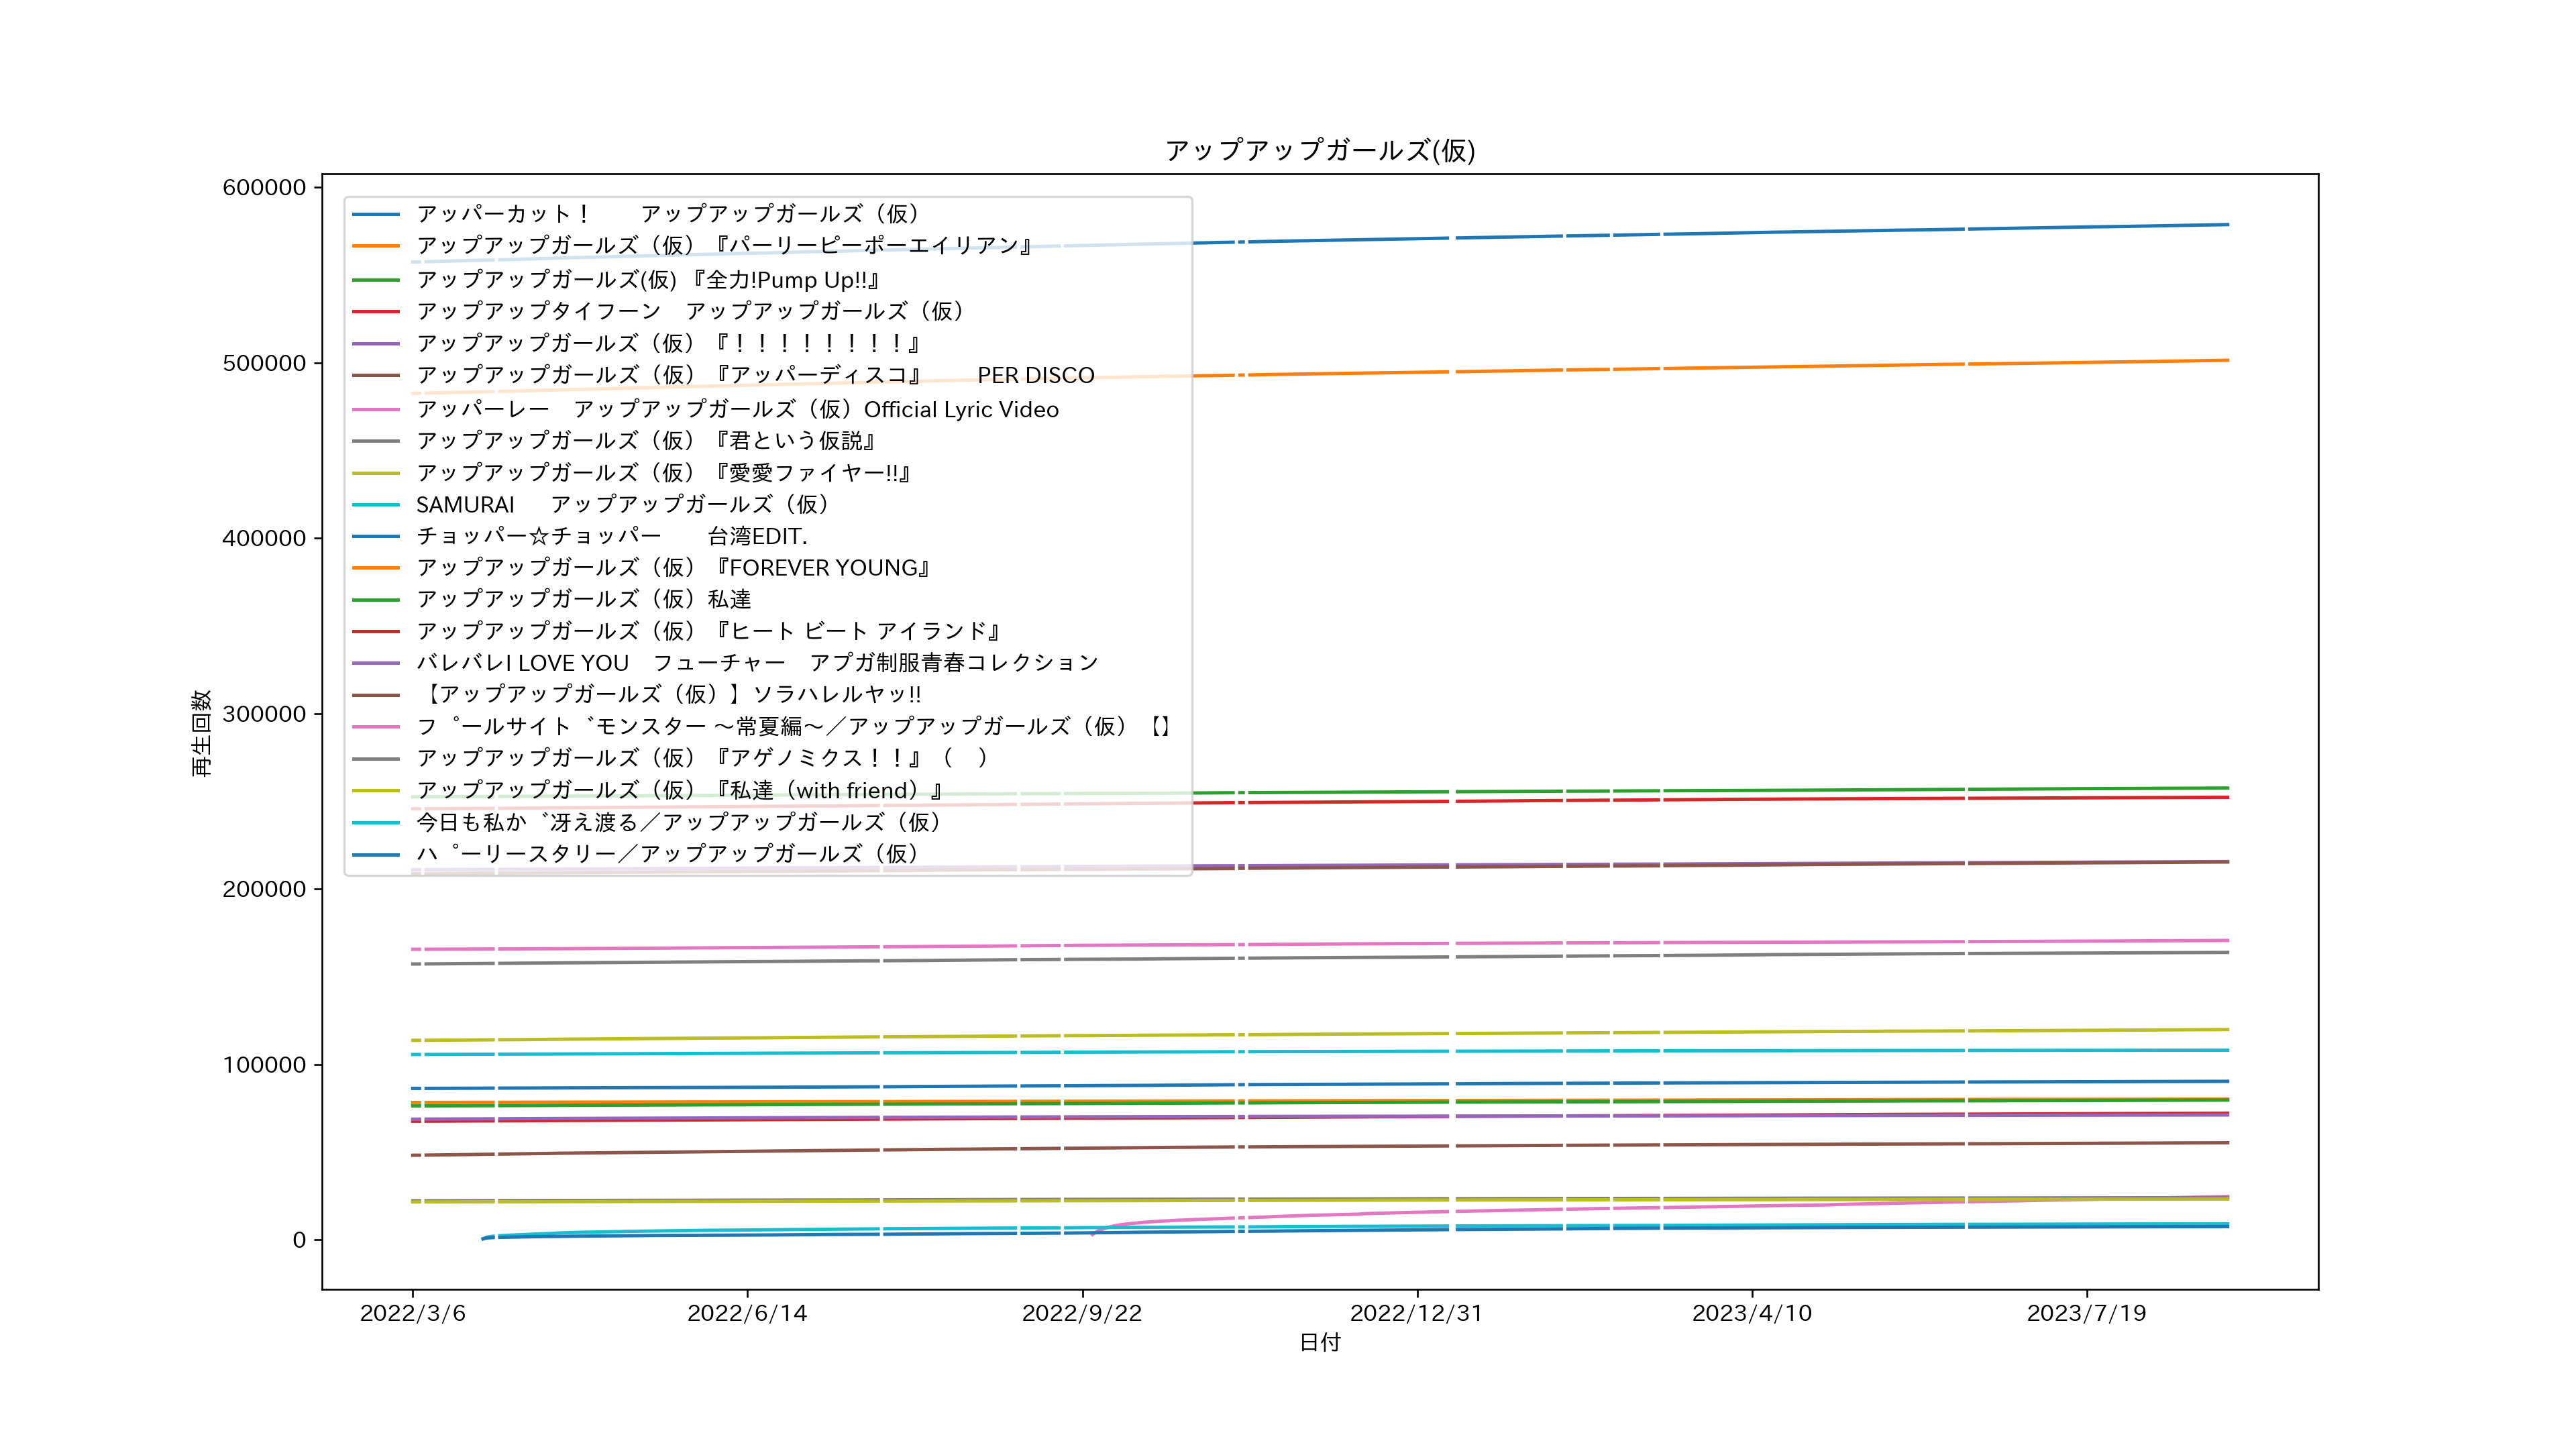 アップアップガールズ(仮)
600000
500000
400000
300000
200000
100000
0
再生回数
アッパーカット！　　アップアップガールズ（仮）
アップアップガールズ（仮）『パーリーピーポーエイリアン』
アップアップガールズ(仮) 『全力!Pump Up!!』
アップアップタイフーン　アップアップガールズ（仮）
アップアップガールズ（仮）『！！！！！！！！』
アップアップガールズ（仮）『アッパーディスコ』　　PER DISCO
アッパーレー　アップアップガールズ（仮）Official Lyric Video
アップアップガールズ（仮）『君という仮説』
アップアップガールズ（仮）『愛愛ファイヤー!!』
SAMURAI　 アップアップガールズ（仮）
チョッパー☆チョッパー　　台湾EDIT.
アップアップガールズ（仮）『FOREVER YOUNG』
アップアップガールズ（仮）私達
アップアップガールズ（仮）『ヒート ビート アイランド』
バレバレI LOVE YOU　フューチャー　アプガ制服青春コレクション
【アップアップガールズ（仮）】ソラハレルヤッ!!
フ゜ールサイト゛モンスター ～常夏編～／アップアップガールズ（仮）【】
アップアップガールズ（仮）『アゲノミクス！！』（　）
アップアップガールズ（仮）『私達（with friend）』
今日も私か゛冴え渡る／アップアップガールズ（仮）
ハ゜ーリースタリー／アップアップガールズ（仮）
2022/3/6
2022/6/14
2022/9/22
2022/12/31
2023/4/10
2023/7/19
日付